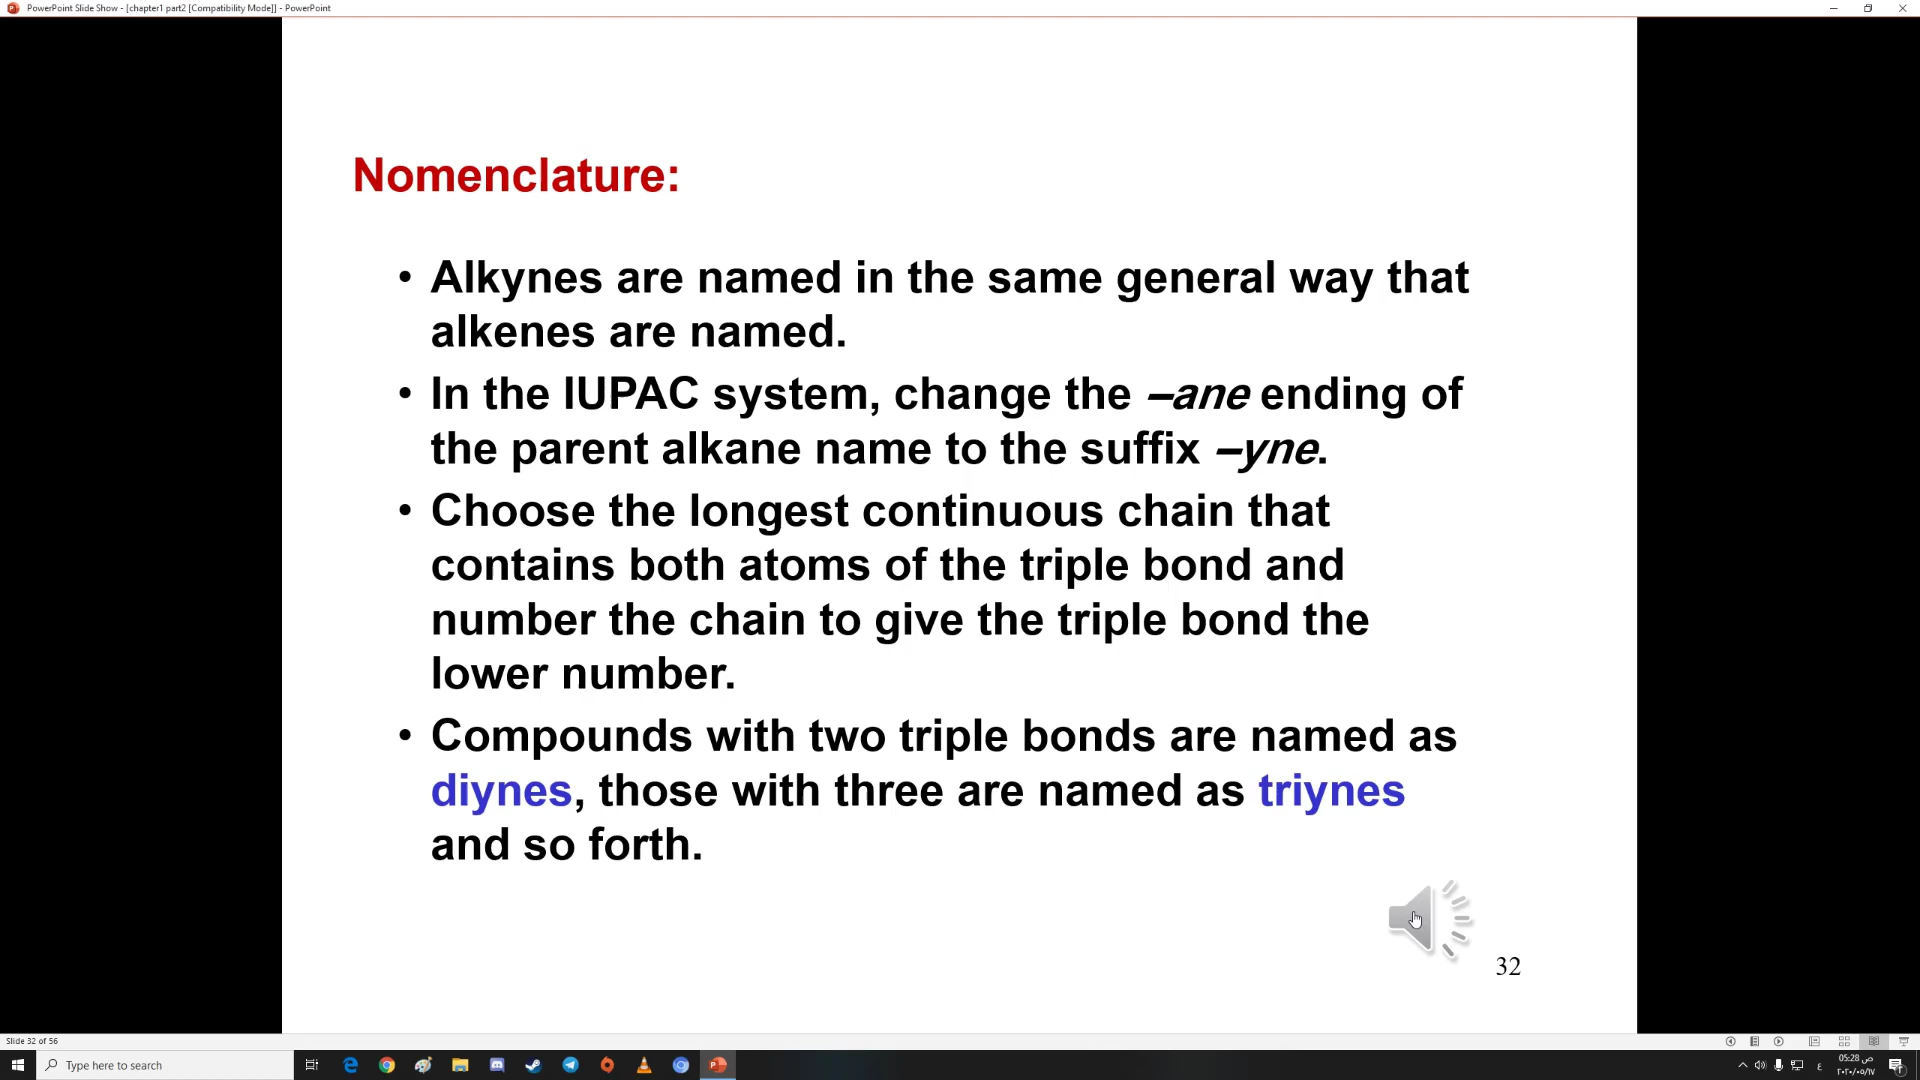 PowerPoint Slide Show - [chapter1 part2 [Compatibility Mode]] - PowerPoint
Nomenclature:
• Alkynes are named in the same general way that
alkenes are named.
• In the IUPAC system, change the –ane ending of
the parent alkane name to the suffix –yne.
• Choose the longest continuous chain that
contains both atoms of the triple bond and
number the chain to give the triple bond the
lower number.
• Compounds with two triple bonds are named as
diynes, those with three are named as triynes
and so forth.
32
Slide 32 of 56
Type here to search
ع
05:28 ص
٢٠٢٠/٠٥/١٧